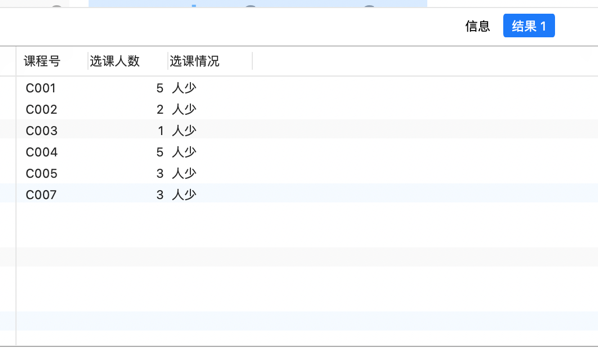 信息 结果 1
课程号 选课人数 选课情况
C001 5 人少
C002 2 人少
C003 1 人少
C004 5 人少
C005 3 人少
C007 3 人少